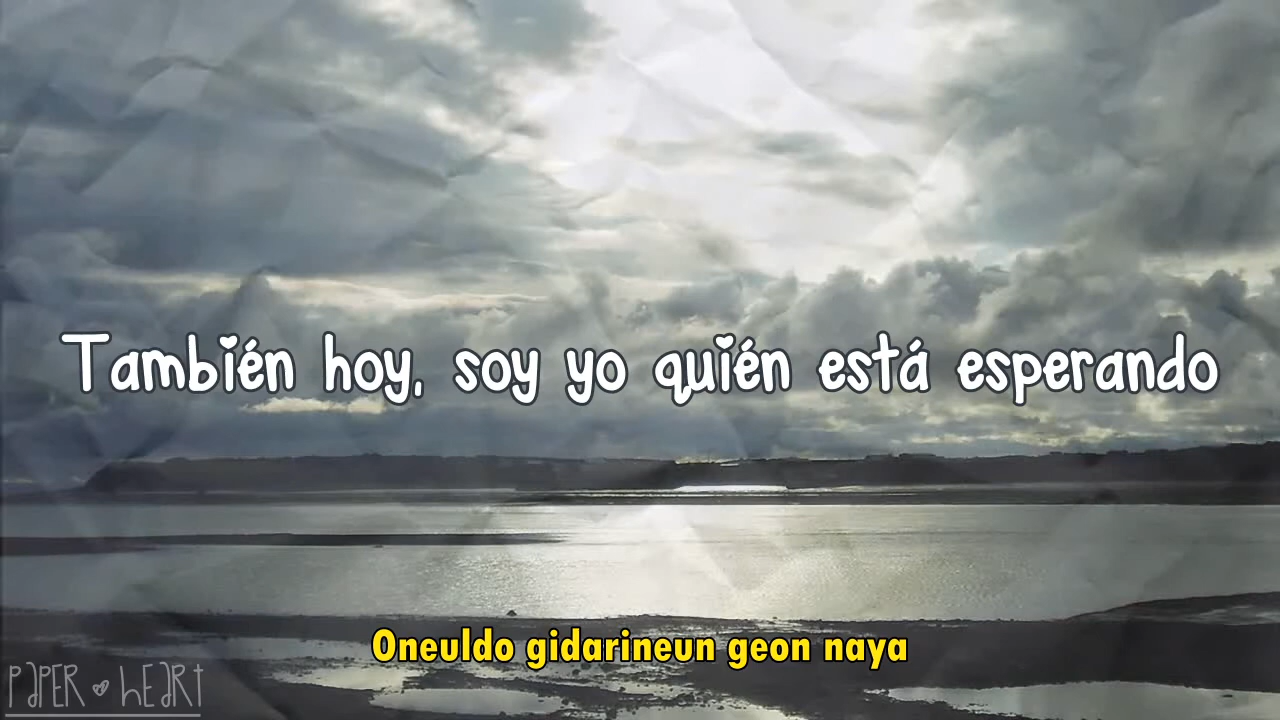 También hoy, soy yo quién está esperando
Oneuldo gidarineun geon naya
PAPER HEART